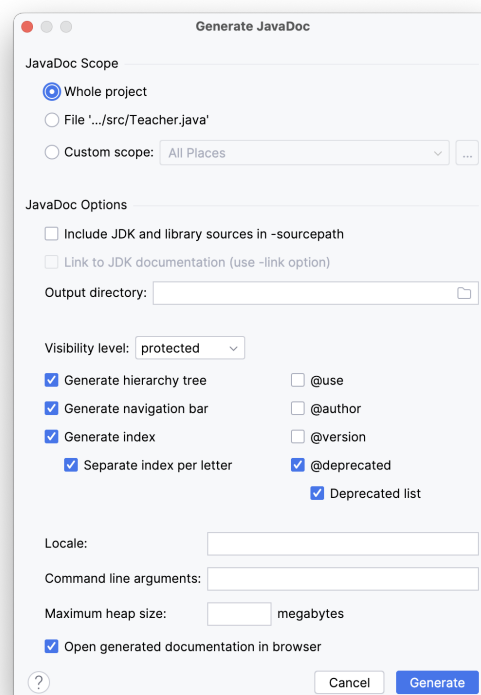 Generate JavaDoc
JavaDoc Scope
Whole project
File '.../src/Teacher.java'
Custom scope: All Places ...
JavaDoc Options
Include JDK and library sources in -sourcepath
Link to JDK documentation (use -link option)
Output directory:
Visibility level: protected
Generate hierarchy tree @use
Generate navigation bar @author
Generate index @version
Separate index per letter @deprecated
Deprecated list
Locale:
Command line arguments:
Maximum heap size: megabytes
Open generated documentation in browser
? Cancel Generate